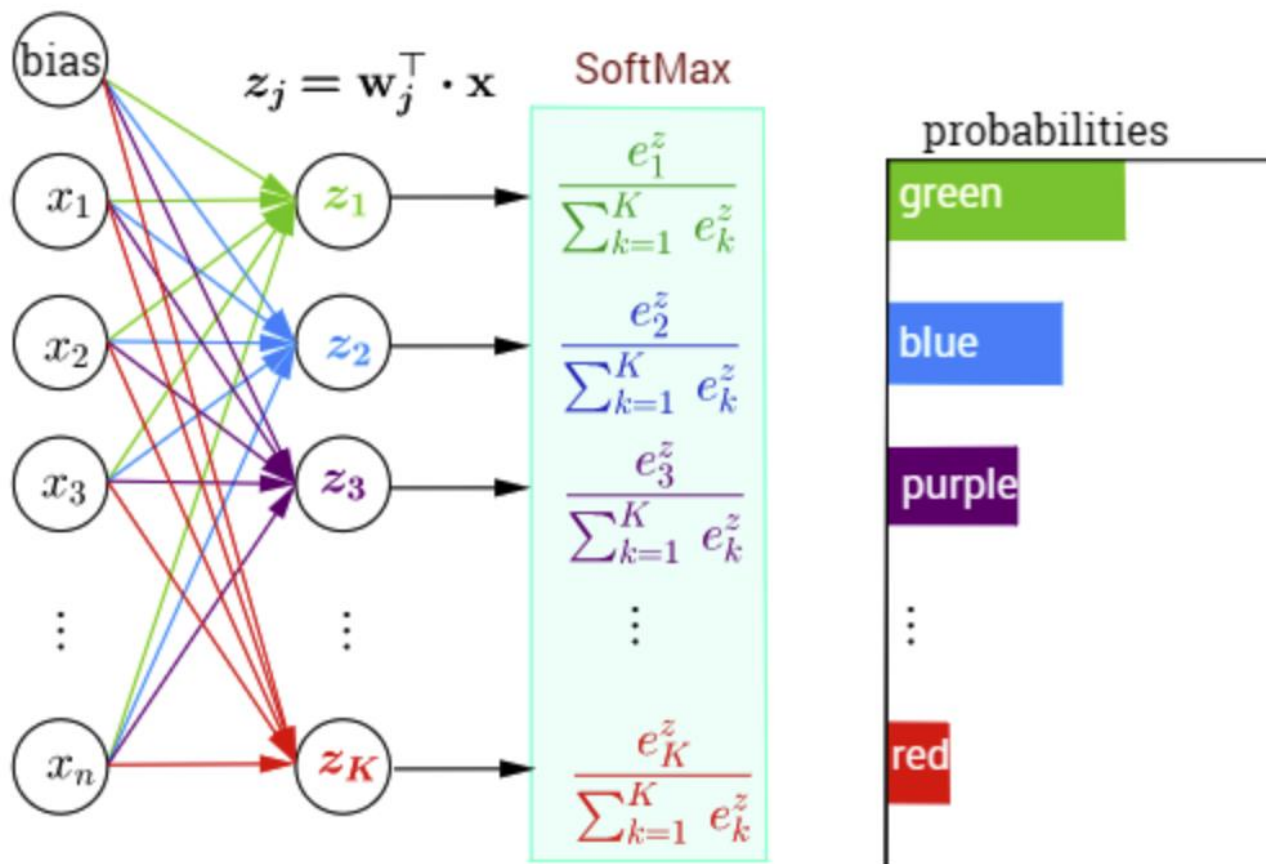 bias
z_j = w_j^⊤ · x
SoftMax
probabilities
x_1
z_1
e_1^z / ∑_{k=1}^K e_k^z
green
x_2
z_2
e_2^z / ∑_{k=1}^K e_k^z
blue
x_3
z_3
e_3^z / ∑_{k=1}^K e_k^z
purple
⋮
⋮
⋮
⋮
x_n
z_K
e_K^z / ∑_{k=1}^K e_k^z
red